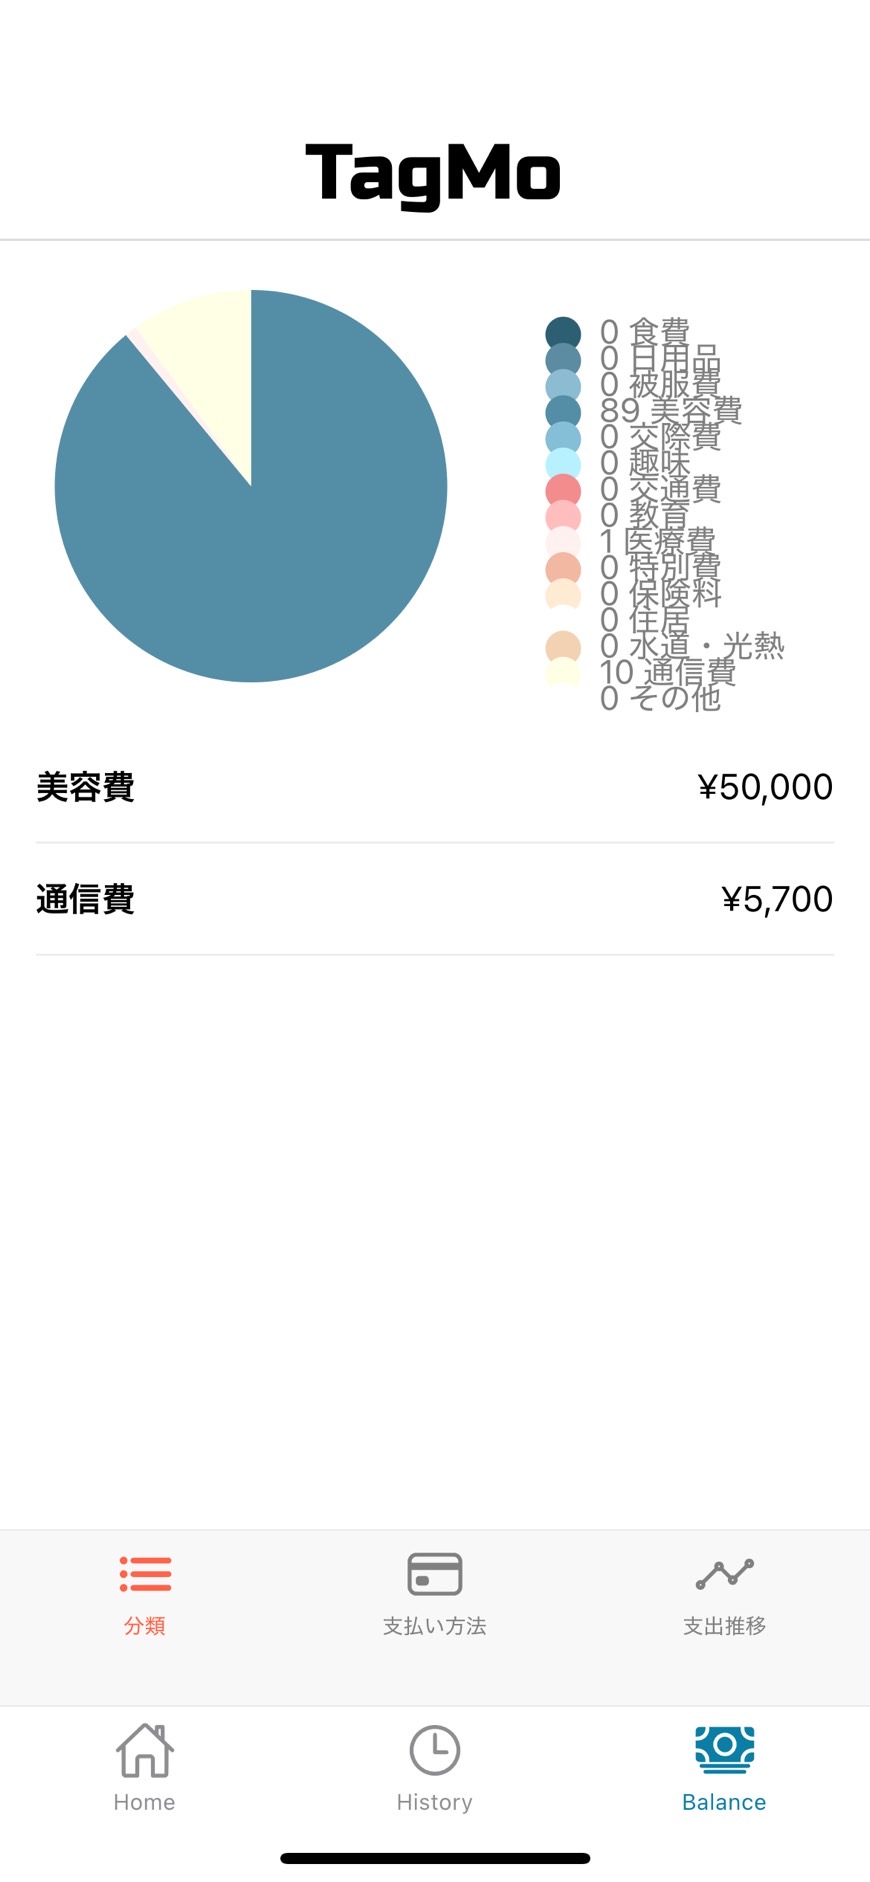 TagMo
0 食費
0 日用品
0 被服費
89 美容費
0 交際費
0 趣味
0 交通費
0 教育
1 医療費
0 特別費
0 保険料
0 住居
0 水道・光熱
10 通信費
0 その他
美容費 ¥50,000
通信費 ¥5,700
分類 支払い方法 支出推移
Home History Balance